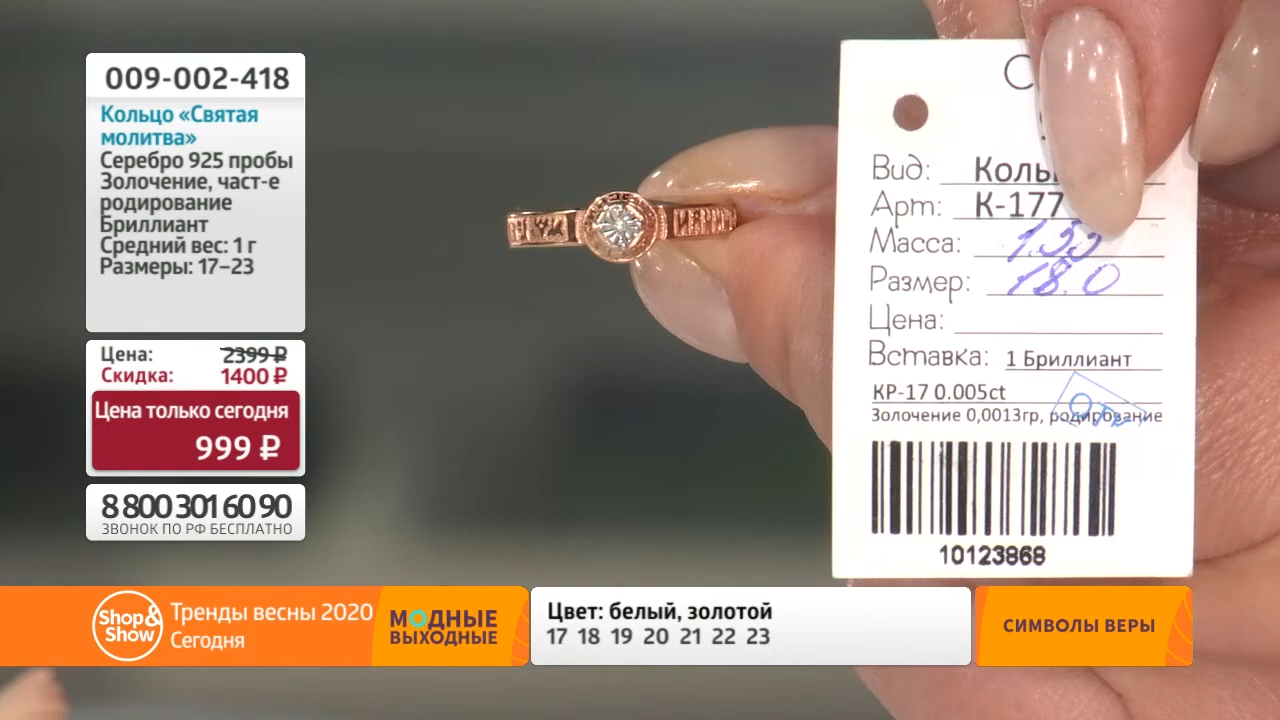 009-002-418
Кольцо «Святая
молитва»
Серебро 925 пробы
Золочение, част-е
родирование
Бриллиант
Средний вес: 1 г
Размеры: 17–23
Цена: 2399 ₽
Скидка: 1400 ₽
Цена только сегодня
999 ₽
8 800 301 60 90
ЗВОНОК ПО РФ БЕСПЛАТНО
Вид:
Арт: К-177
Масса:
Размер: 18.0
Цена:
Вставка: 1 Бриллиант
КР-17 0.005ct
Золочение 0,0013гр, родирование
10123868
Shop&
Show
Тренды весны 2020
Сегодня
МОДНЫЕ
ВЫХОДНЫЕ
Цвет: белый, золотой
17 18 19 20 21 22 23
СИМВОЛЫ ВЕРЫ